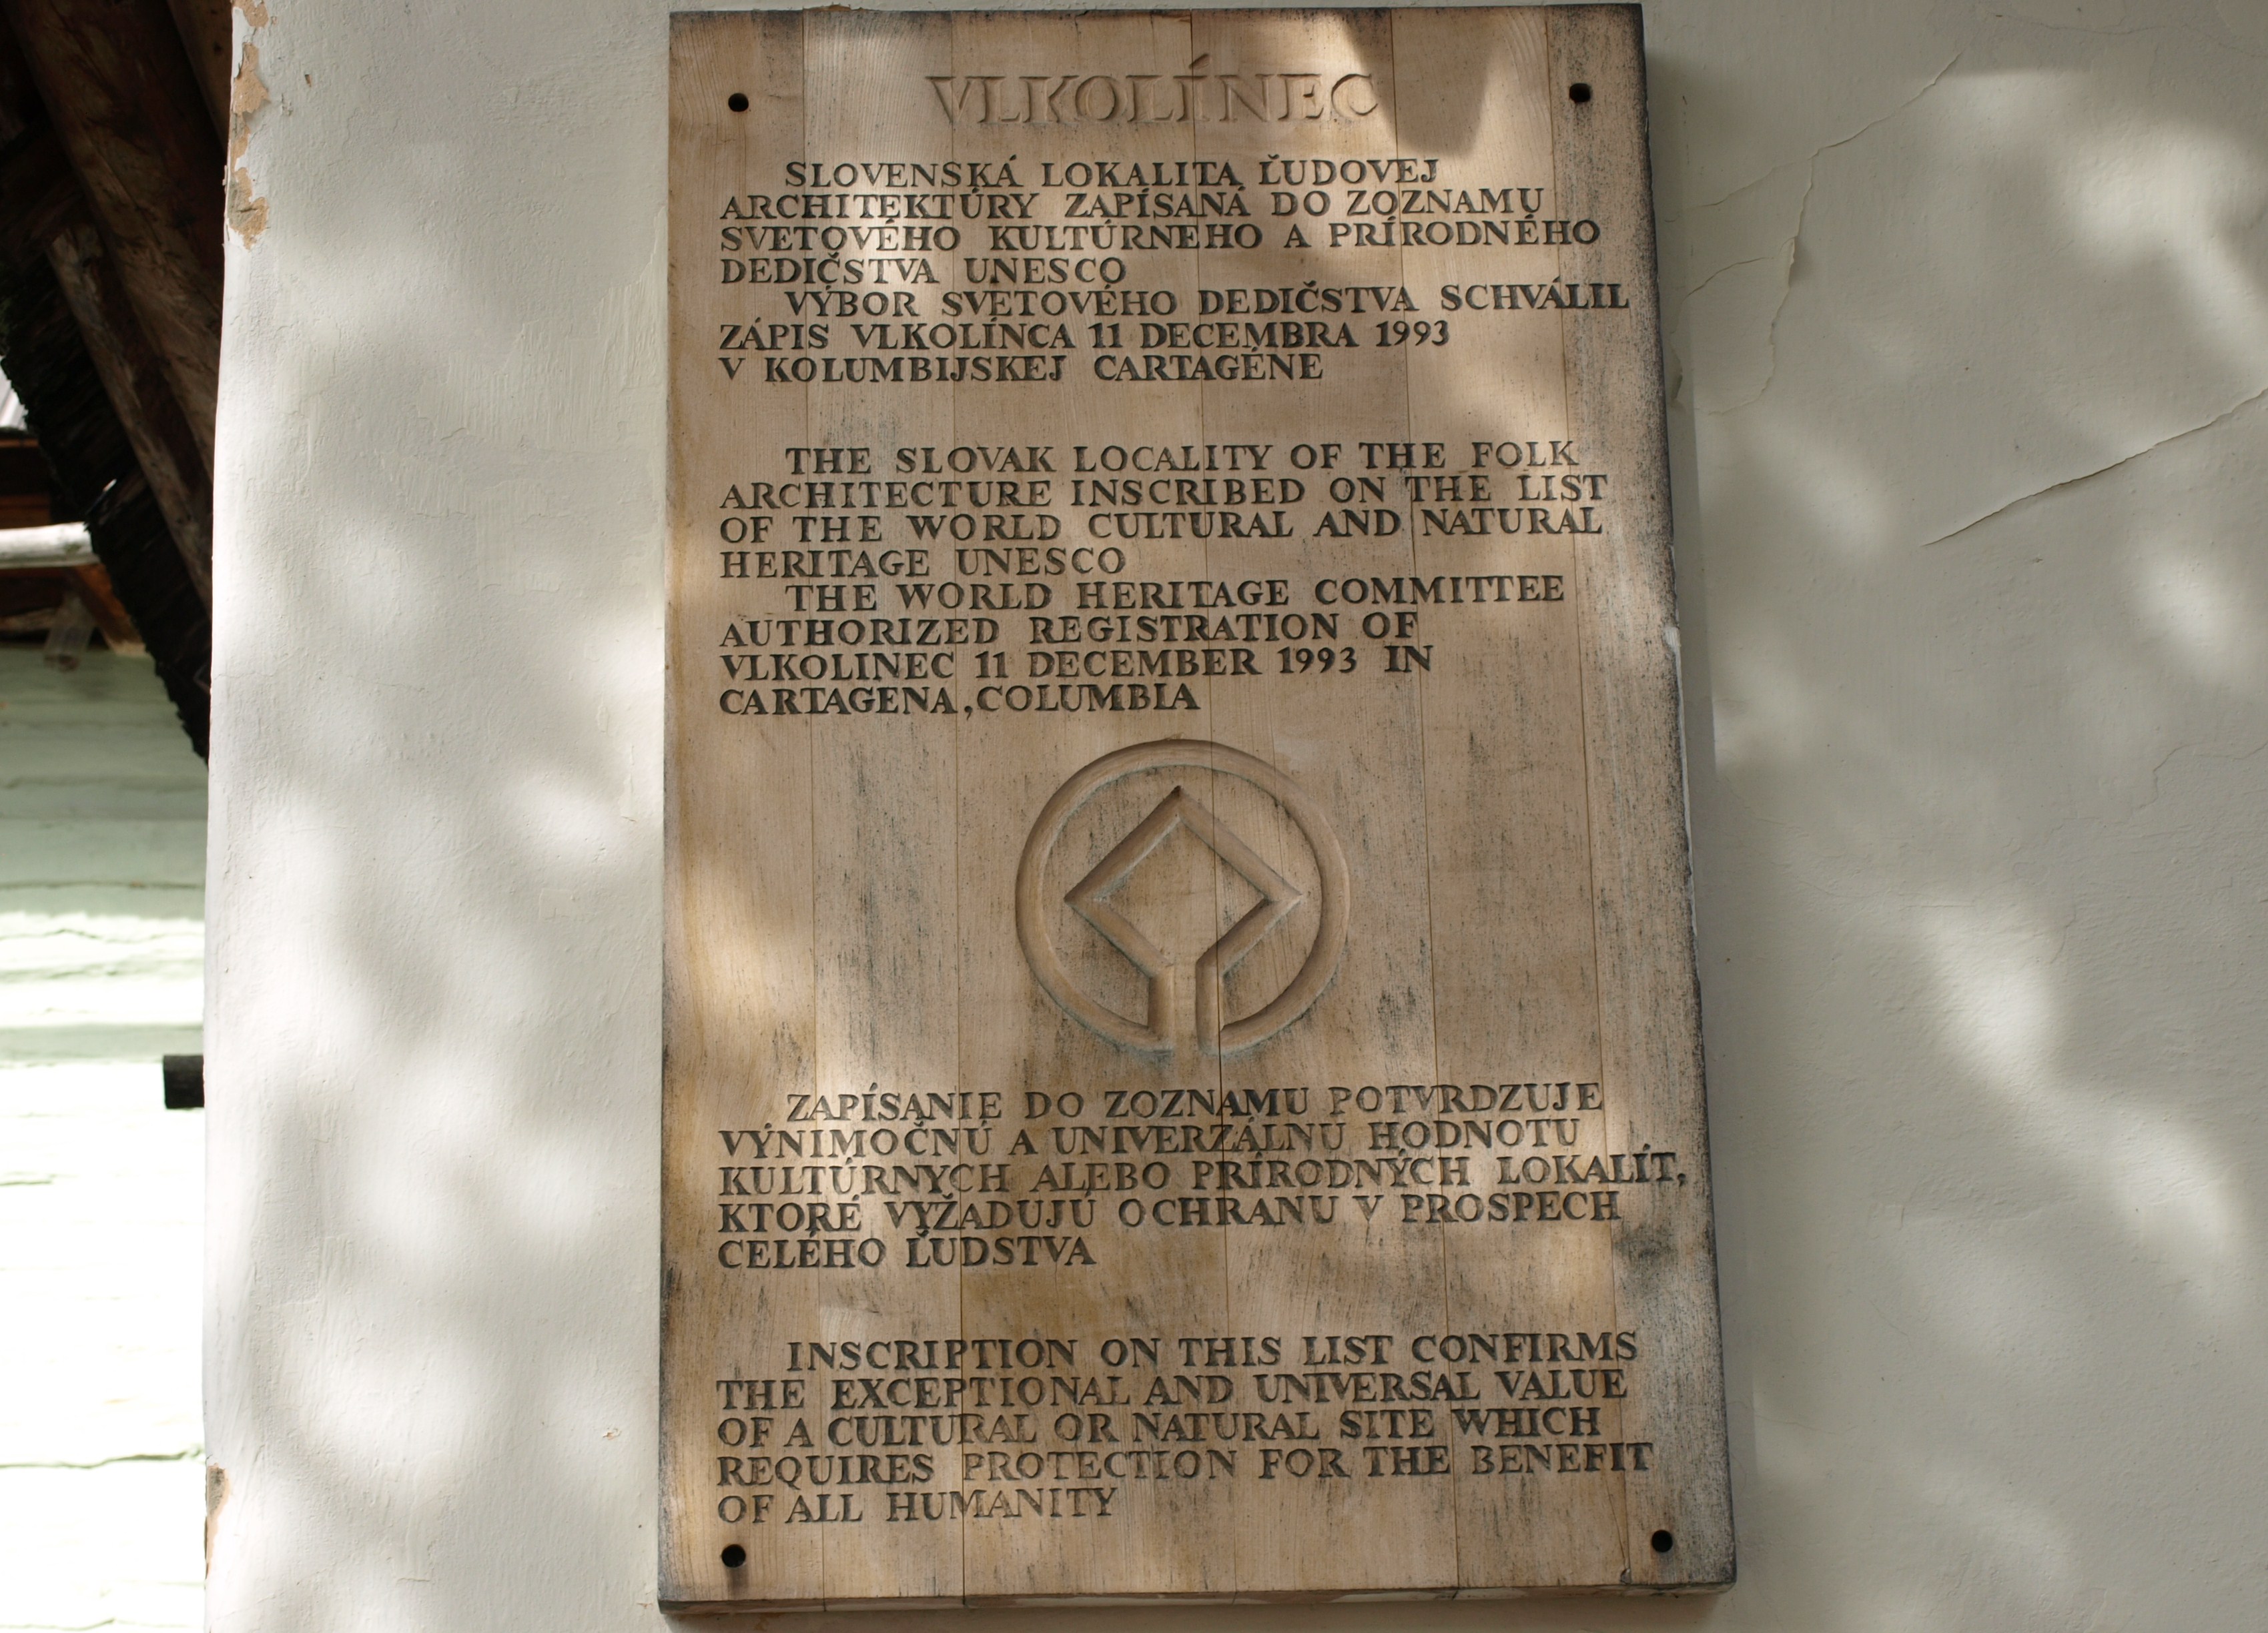 VLKOLÍNEC
SLOVENSKÁ LOKALITA ĽUDOVEJ
ARCHITEKTÚRY ZAPÍSANÁ DO ZOZNAMU
SVETOVÉHO KULTÚRNEHO A PRÍRODNÉHO
DEDIČSTVA UNESCO
VÝBOR SVETOVÉHO DEDIČSTVA SCHVÁLIL
ZÁPIS VLKOLÍNCA 11 DECEMBRA 1993
V KOLUMBIJSKEJ CARTAGÉNE
THE SLOVAK LOCALITY OF THE FOLK
ARCHITECTURE INSCRIBED ON THE LIST
OF THE WORLD CULTURAL AND NATURAL
HERITAGE UNESCO
THE WORLD HERITAGE COMMITTEE
AUTHORIZED REGISTRATION OF
VLKOLINEC 11 DECEMBER 1993 IN
CARTAGENA, COLUMBIA
ZAPÍSANIE DO ZOZNAMU POTVRDZUJE
VÝNIMOČNÚ A UNIVERZÁLNU HODNOTU
KULTÚRNYCH ALEBO PRÍRODNÝCH LOKALÍT,
KTORÉ VYŽADUJÚ OCHRANU V PROSPECH
CELÉHO ĽUDSTVA
INSCRIPTION ON THIS LIST CONFIRMS
THE EXCEPTIONAL AND UNIVERSAL VALUE
OF A CULTURAL OR NATURAL SITE WHICH
REQUIRES PROTECTION FOR THE BENEFIT
OF ALL HUMANITY